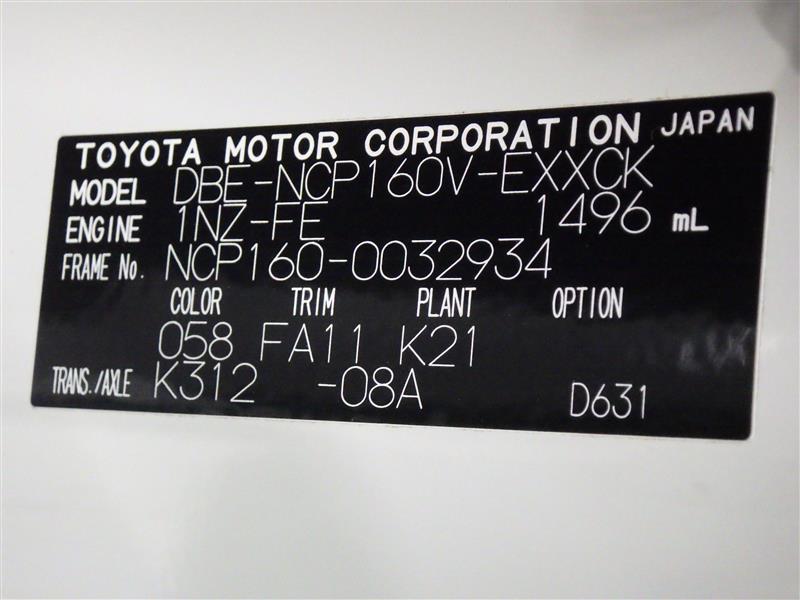 TOYOTA MOTOR CORPORATION JAPAN
MODEL DBE-NCP160V-EXXCK
ENGINE 1NZ-FE 1496 mL
FRAME No. NCP160-0032934
COLOR TRIM PLANT OPTION
058 FA11 K21
TRANS./AXLE K312 -08A D631